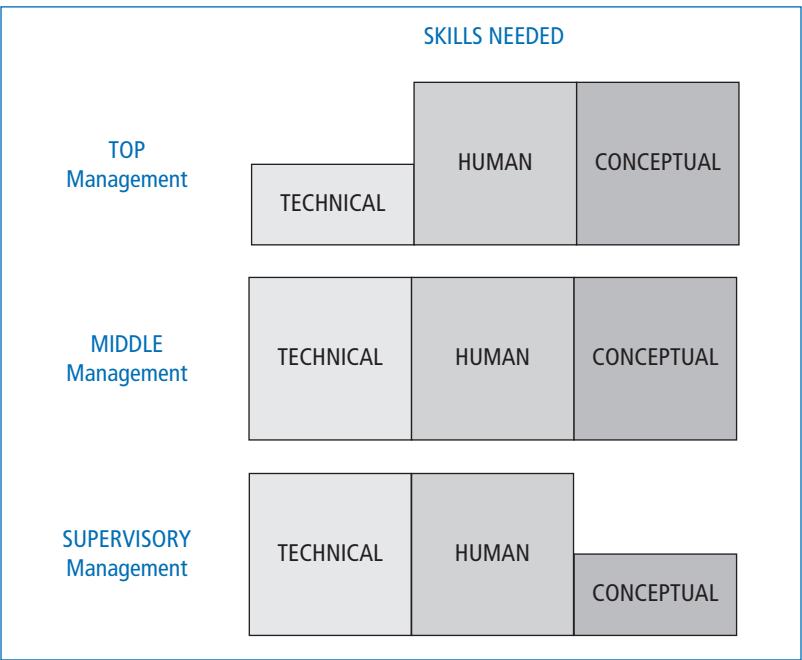 SKILLS NEEDED
TOP
Management
TECHNICAL
HUMAN
CONCEPTUAL
MIDDLE
Management
TECHNICAL
HUMAN
CONCEPTUAL
SUPERVISORY
Management
TECHNICAL
HUMAN
CONCEPTUAL